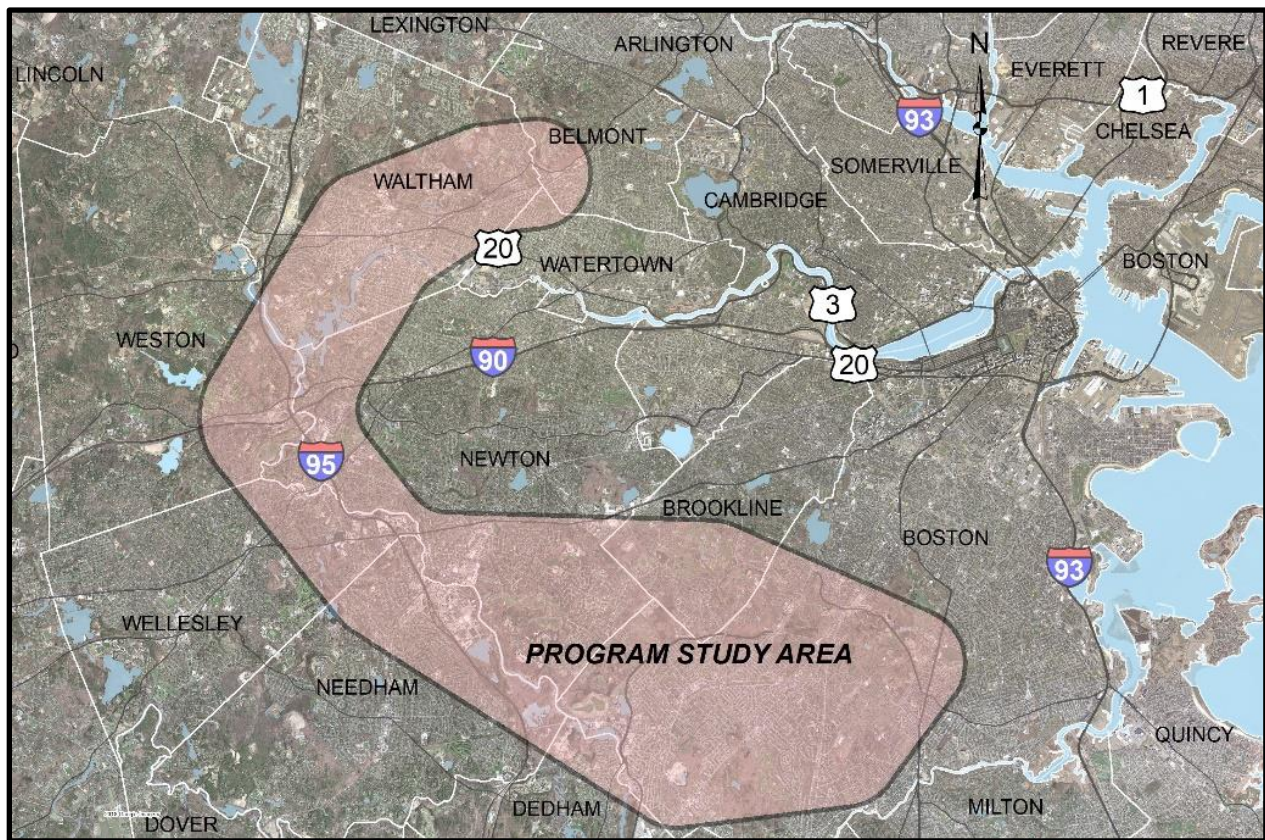 LEXINGTON
ARLINGTON
N
REVERE
LINCOLN
EVERETT
1
93
CHELSEA
BELMONT
SOMERVILLE
WALTHAM
CAMBRIDGE
20
WATERTOWN
BOSTON
3
WESTON
90
20
95
NEWTON
BROOKLINE
BOSTON
93
WELLESLEY
PROGRAM STUDY AREA
NEEDHAM
QUINCY
DEDHAM
MILTON
DOVER